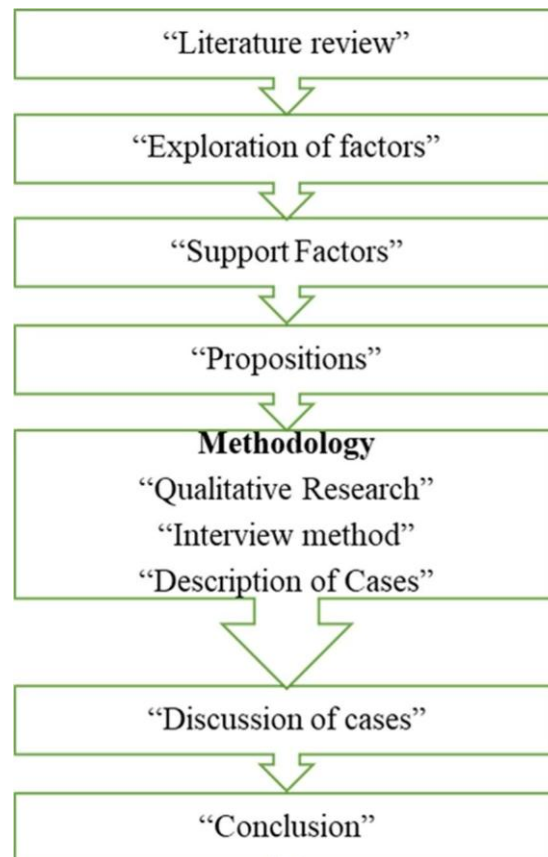 “Literature review”
“Exploration of factors”
“Support Factors”
“Propositions”
Methodology
“Qualitative Research”
“Interview method”
“Description of Cases”
“Discussion of cases”
“Conclusion”